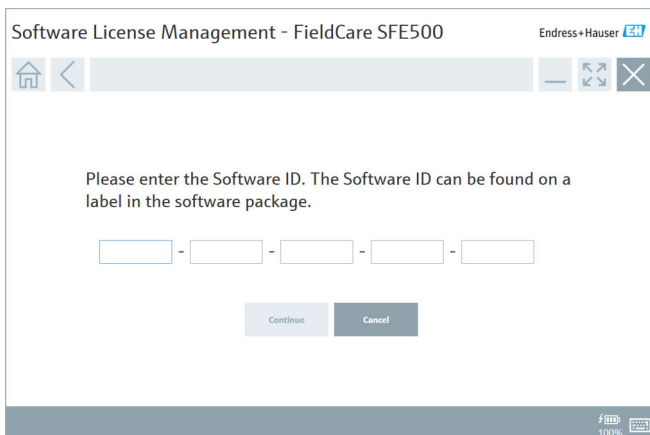 Software License Management - FieldCare SFE500
Endress+Hauser EH
Please enter the Software ID. The Software ID can be found on a
label in the software package.
- - - -
Continue Cancel
100%